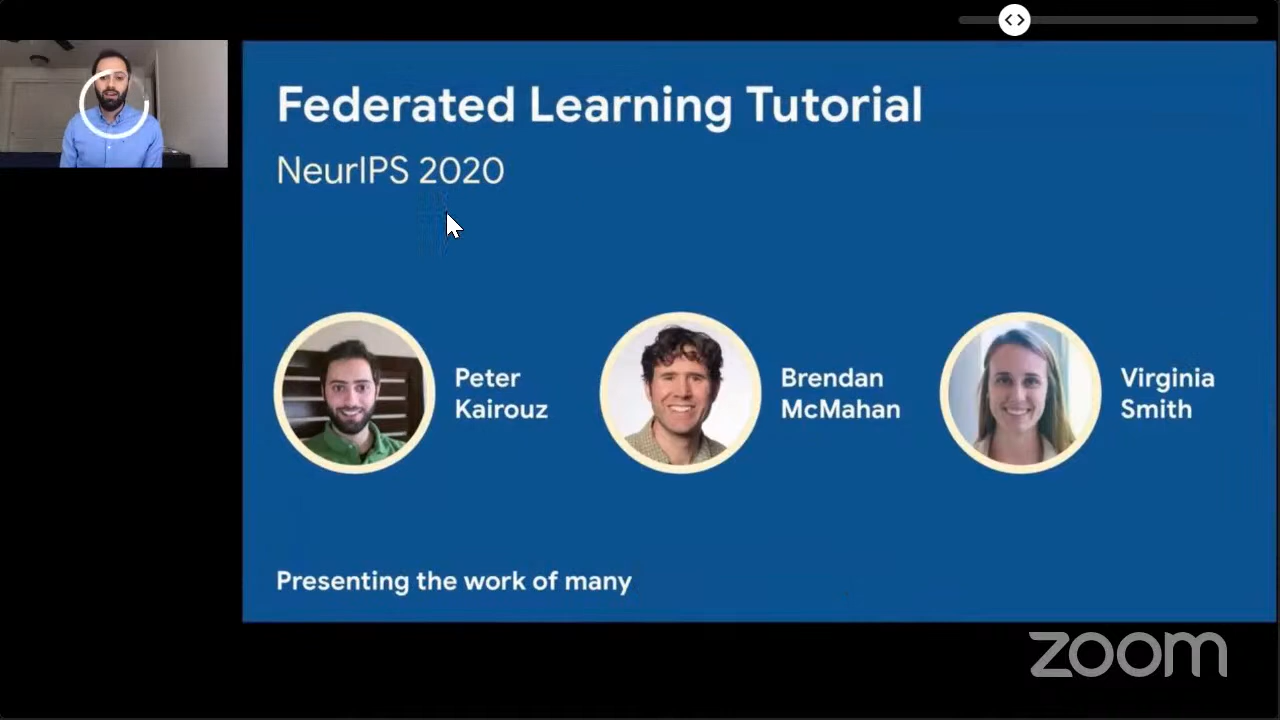 Federated Learning Tutorial
NeurIPS 2020
Peter
Kairouz
Brendan
McMahan
Virginia
Smith
Presenting the work of many
zoom